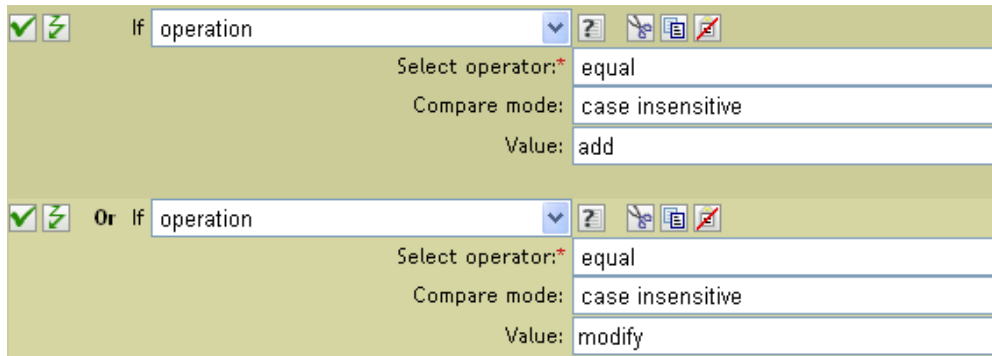 If operation
Select operator:* equal
Compare mode: case insensitive
Value: add
Or If operation
Select operator:* equal
Compare mode: case insensitive
Value: modify